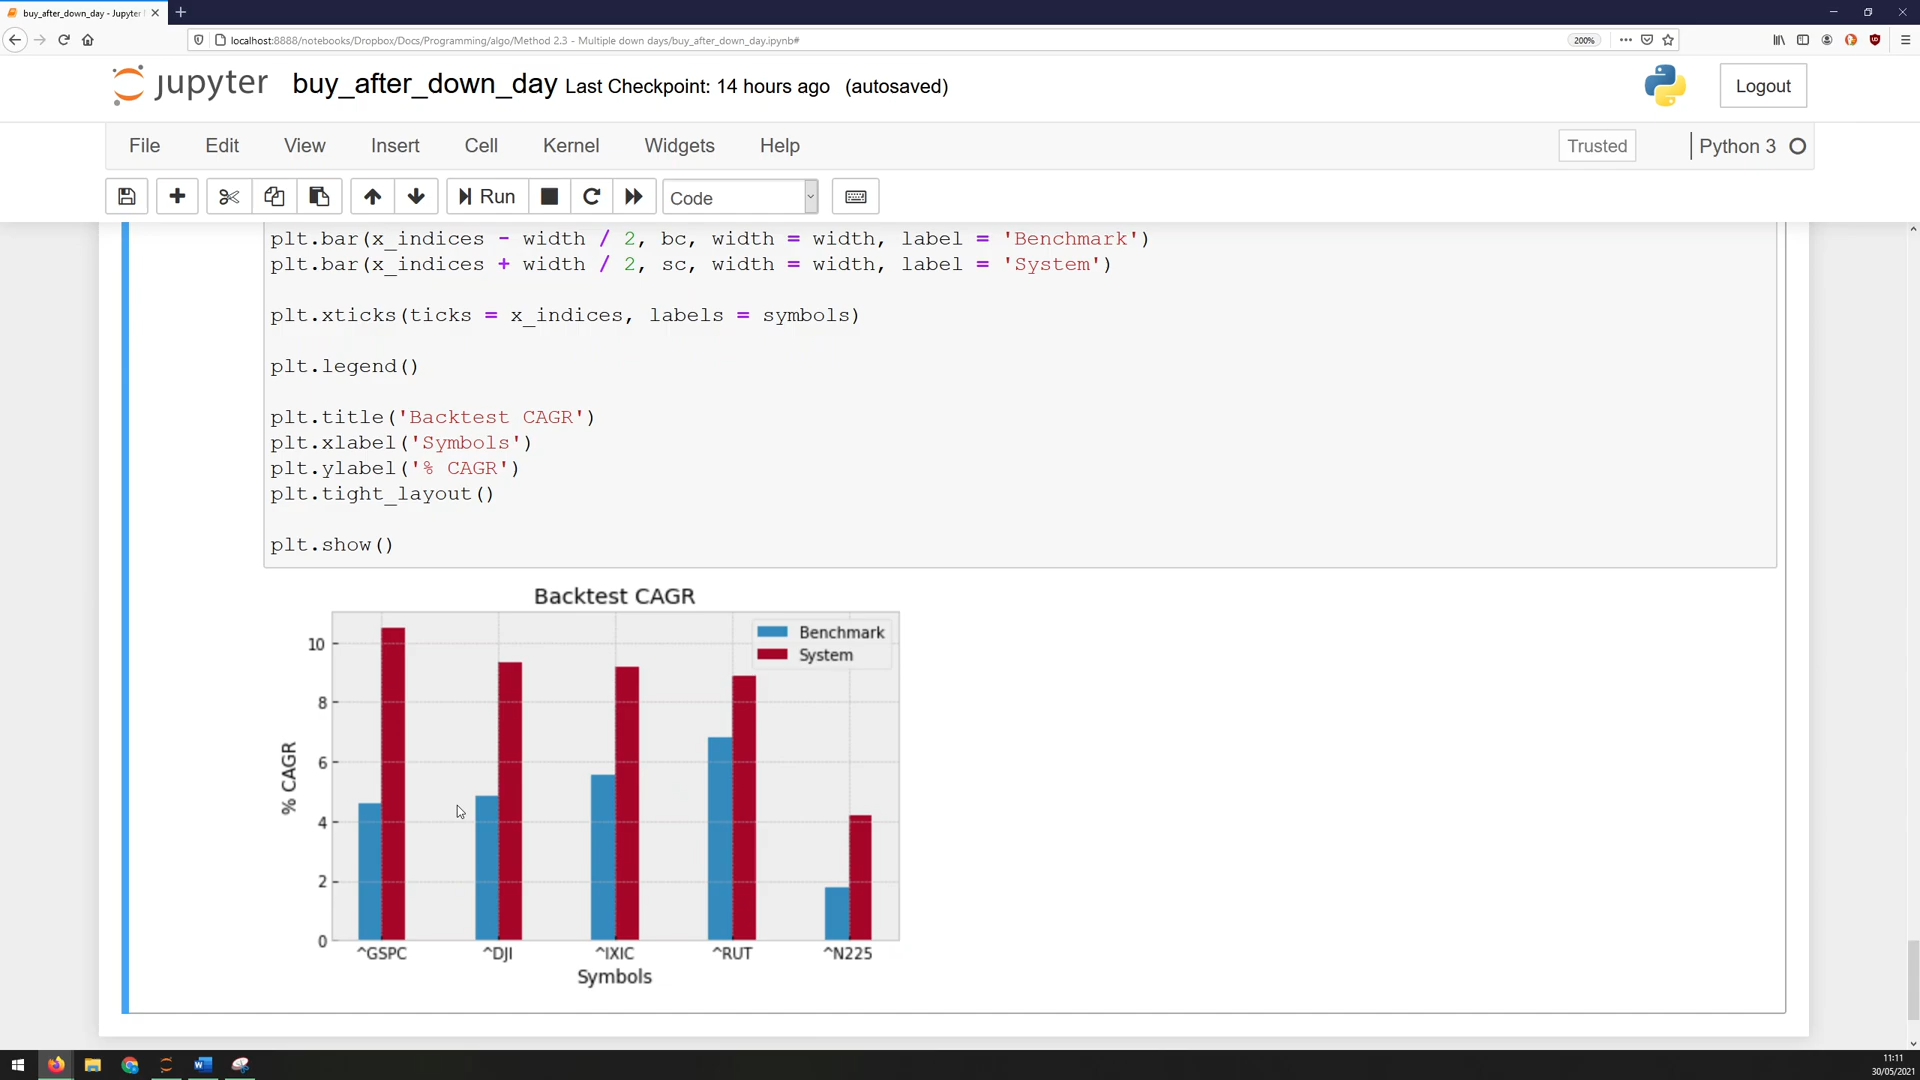 buy_after_down_day - Jupyter
localhost:8888/notebooks/Dropbox/Docs/Programming/algo/Method 2.3 - Multiple down days/buy_after_down_day.ipynb#
200%
jupyter buy_after_down_day Last Checkpoint: 14 hours ago (autosaved)
Logout
File Edit View Insert Cell Kernel Widgets Help
Trusted
Python 3
Run
Code
plt.bar(x_indices - width / 2, bc, width = width, label = 'Benchmark')
plt.bar(x_indices + width / 2, sc, width = width, label = 'System')
plt.xticks(ticks = x_indices, labels = symbols)
plt.legend()
plt.title('Backtest CAGR')
plt.xlabel('Symbols')
plt.ylabel('% CAGR')
plt.tight_layout()
plt.show()
Backtest CAGR
Benchmark
System
% CAGR
10
8
6
4
2
0
^GSPC ^DJI ^IXIC ^RUT ^N225
Symbols
11:11
30/05/2021